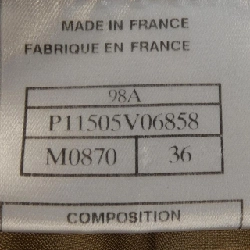 MADE IN FRANCE
FABRIQUE EN FRANCE
98A
P11505V06858
M0870 36
COMPOSITION